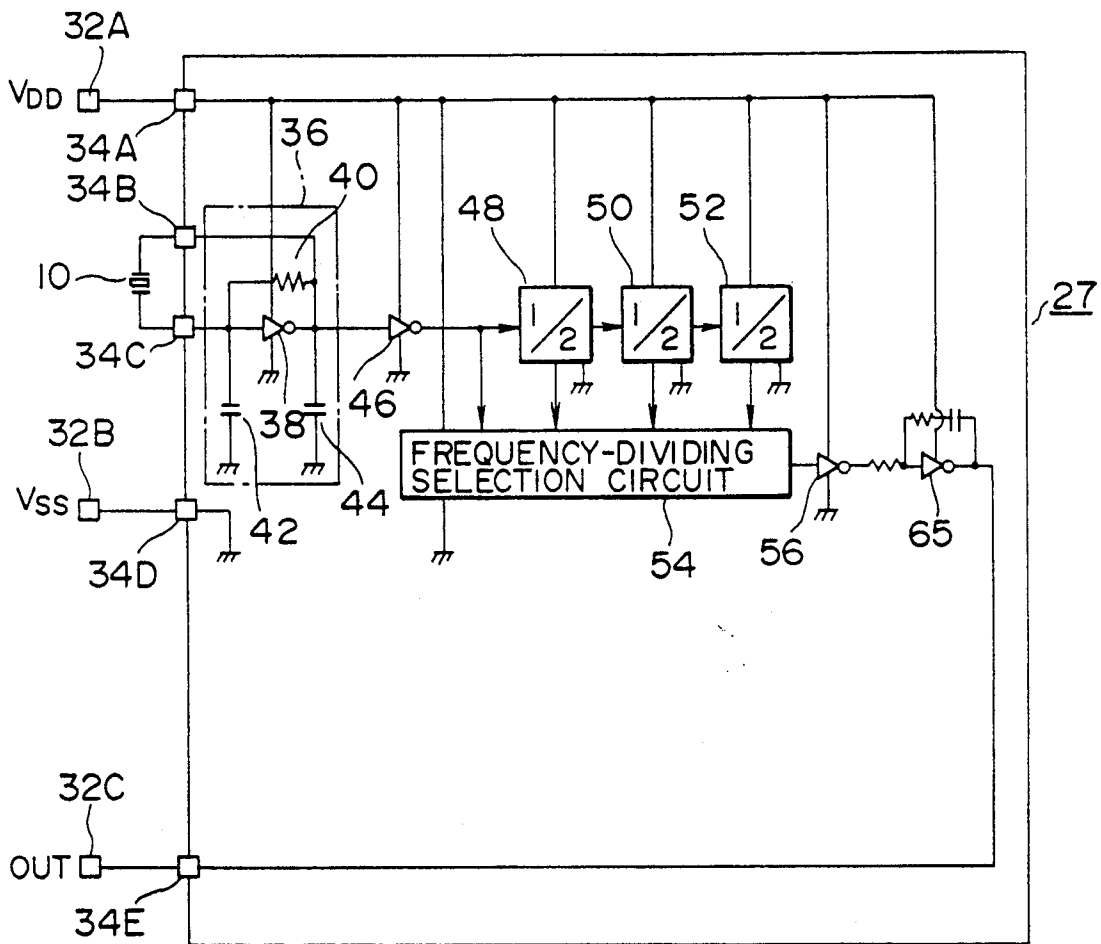 32A
VDD
34A
36
34B
40
48
50
52
10
1/2
1/2
1/2
27
34C
38
46
32B
FREQUENCY-DIVIDING
SELECTION CIRCUIT
VSS
42
44
56
65
34D
54
32C
OUT
34E